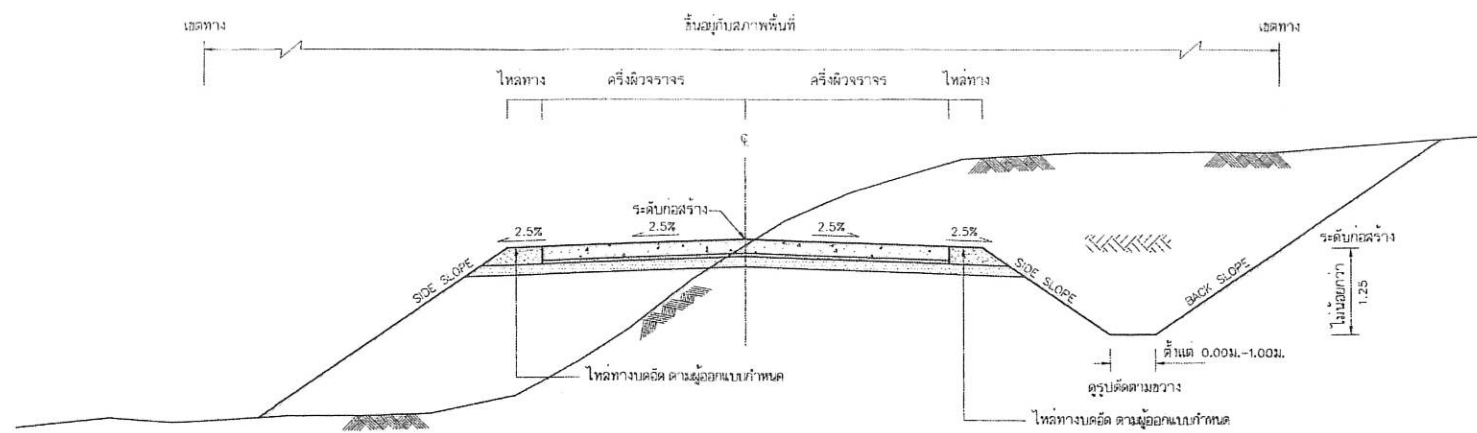 เขตทาง
ขึ้นอยู่กับสภาพพื้นที่
เขตทาง
ไหล่ทาง
ครึ่งผิวจราจร
ครึ่งผิวจราจร
ไหล่ทาง
℄
ระดับก่อสร้าง
2.5%
2.5%
2.5%
2.5%
SIDE SLOPE
SIDE SLOPE
BACK SLOPE
ระดับก่อสร้าง
ไม่น้อยกว่า
1.25
ตั้งแต่ 0.00ม.-1.00ม.
ดูรูปตัดตามขวาง
ไหล่ทางบดอัด ตามผู้ออกแบบกำหนด
ไหล่ทางบดอัด ตามผู้ออกแบบกำหนด